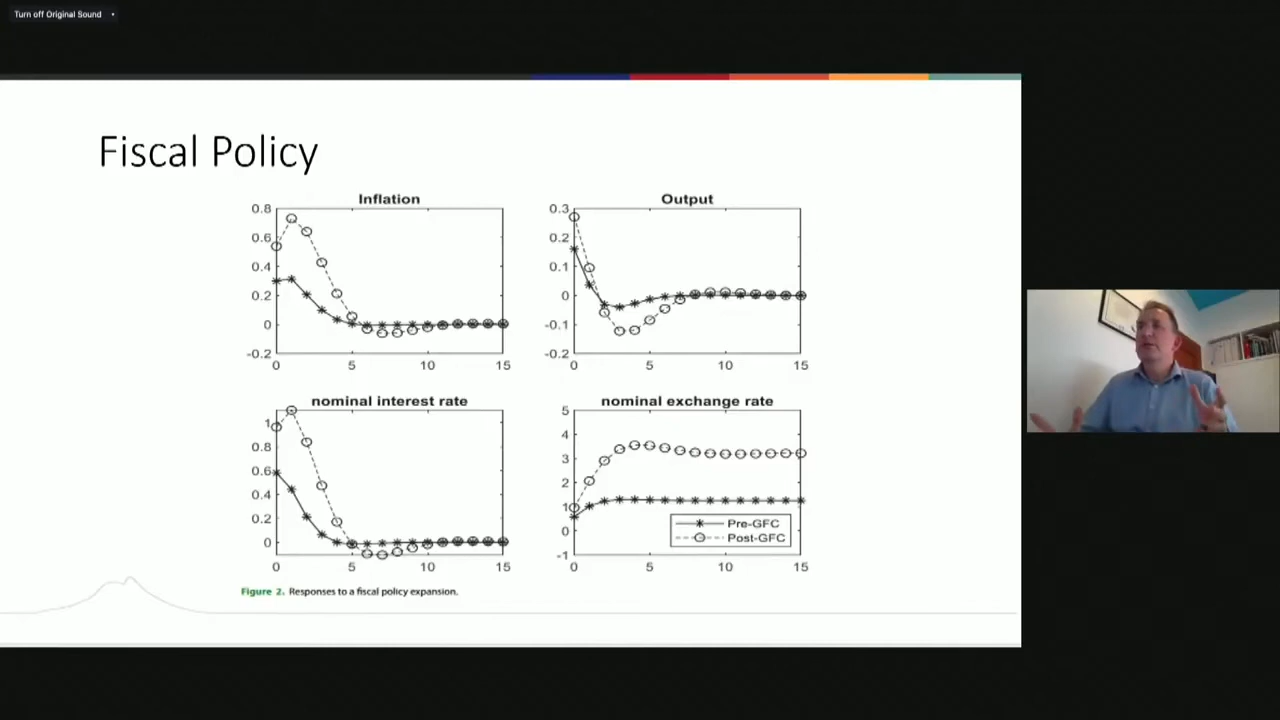 Turn off Original Sound
Fiscal Policy
Inflation
0.8
0.6
0.4
0.2
0
-0.2
0 5 10 15
Output
0.3
0.2
0.1
0
-0.1
-0.2
0 5 10 15
nominal interest rate
1
0.8
0.6
0.4
0.2
0
0 5 10 15
nominal exchange rate
5
4
3
2
1
0
-1
Pre-GFC
Post-GFC
0 5 10 15
Figure 2. Responses to a fiscal policy expansion.